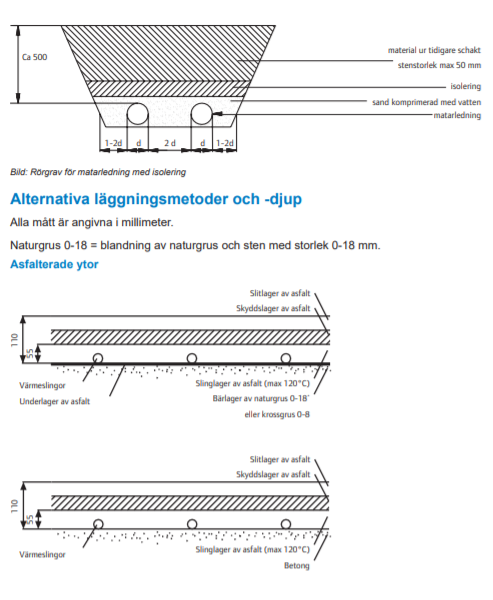 material ur tidigare schakt
Ca 500
stenstorlek max 50 mm
isolering
sand komprimerad med vatten
matarledning
1-2d d 2 d d 1-2d
Bild: Rörgrav för matarledning med isolering
Alternativa läggningsmetoder och -djup
Alla mått är angivna i millimeter.
Naturgrus 0-18 = blandning av naturgrus och sten med storlek 0-18 mm.
Asfalterade ytor
Slitlager av asfalt
Skyddslager av asfalt
110
55
Värmeslingor
Slinglager av asfalt (max 120°C)
Underlager av asfalt
Bärlager av naturgrus 0-18´
eller krossgrus 0-8
Slitlager av asfalt
Skyddslager av asfalt
110
55
Värmeslingor
Slinglager av asfalt (max 120°C)
Betong